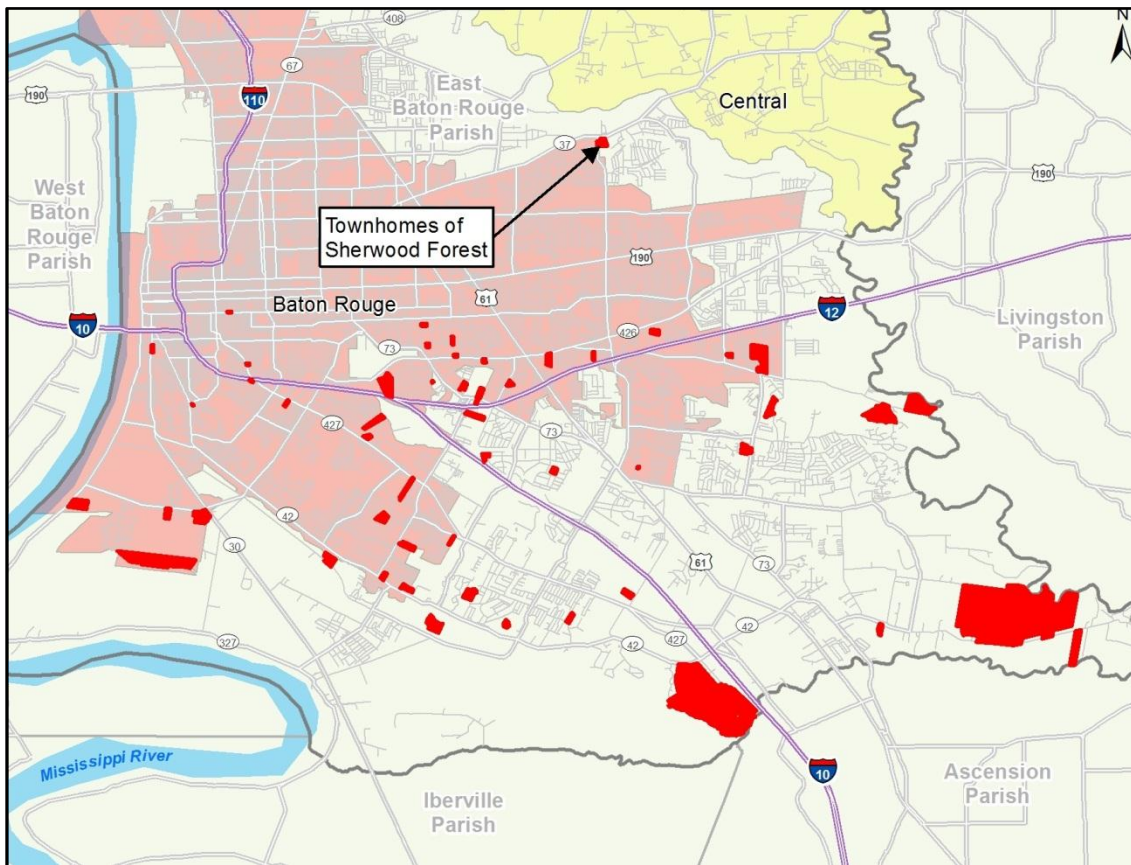 N
408
67
190
110
East
Baton Rouge
Parish
Central
37
190
West
Baton
Rouge
Parish
Townhomes of
Sherwood Forest
190
61
Baton Rouge
12
10
426
Livingston
Parish
73
427
73
42
30
61
73
327
42
427
42
Mississippi River
10
Iberville
Parish
Ascension
Parish